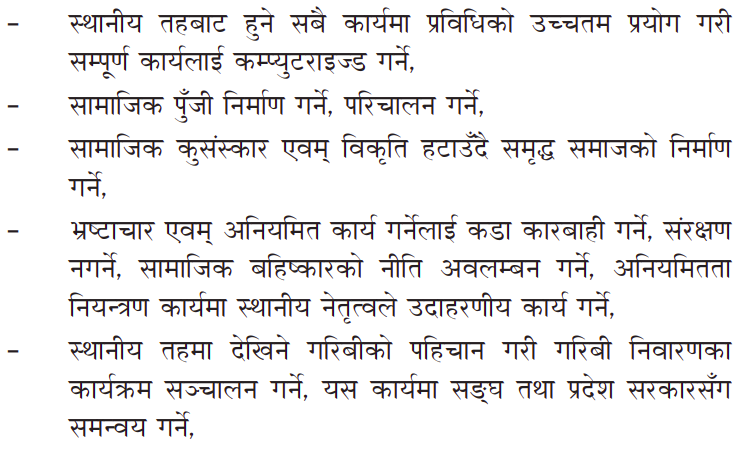 – स्थानीय तहबाट हुने सबै कार्यमा प्रविधिको उच्चतम प्रयोग गरी
सम्पूर्ण कार्यलाई कम्प्युटराइज्ड गर्ने,
– सामाजिक पुँजी निर्माण गर्ने, परिचालन गर्ने,
– सामाजिक कुसंस्कार एवम् विकृति हटाउँदै समृद्ध समाजको निर्माण
गर्ने,
– भ्रष्टाचार एवम् अनियमित कार्य गर्नेलाई कडा कारबाही गर्ने, संरक्षण
नगर्ने, सामाजिक बहिष्कारको नीति अवलम्बन गर्ने, अनियमितता
नियन्त्रण कार्यमा स्थानीय नेतृत्वले उदाहरणीय कार्य गर्ने,
– स्थानीय तहमा देखिने गरिबीको पहिचान गरी गरिबी निवारणका
कार्यक्रम सञ्चालन गर्ने, यस कार्यमा सङ्घ तथा प्रदेश सरकारसँग
समन्वय गर्ने,